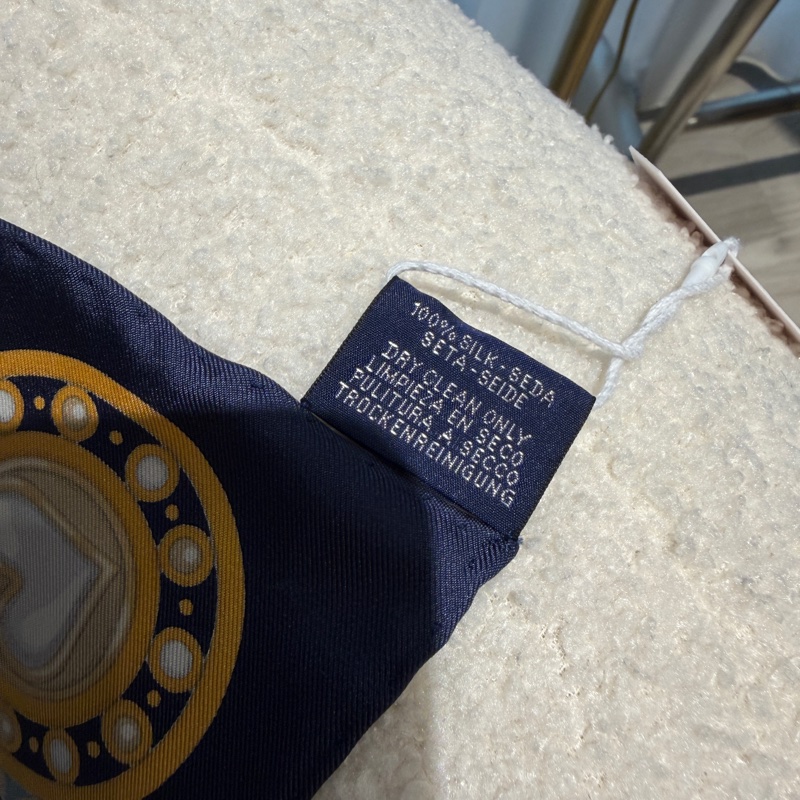 100% SILK - SEDA
SETA - SEIDE
DRY CLEAN ONLY
LIMPIEZA EN SECO
PULITURA A SECCO
TROCKENREINIGUNG